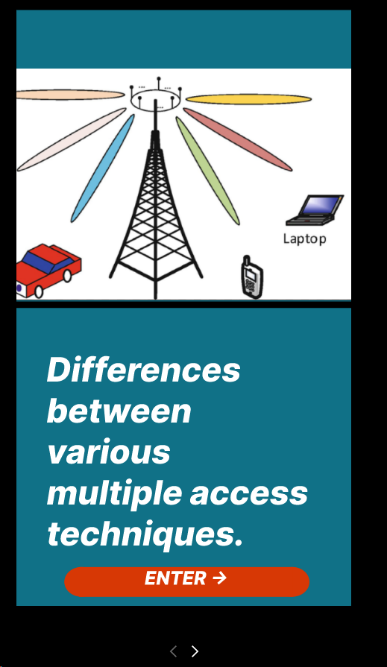 Laptop
Differences
between
various
multiple access
techniques.
ENTER →